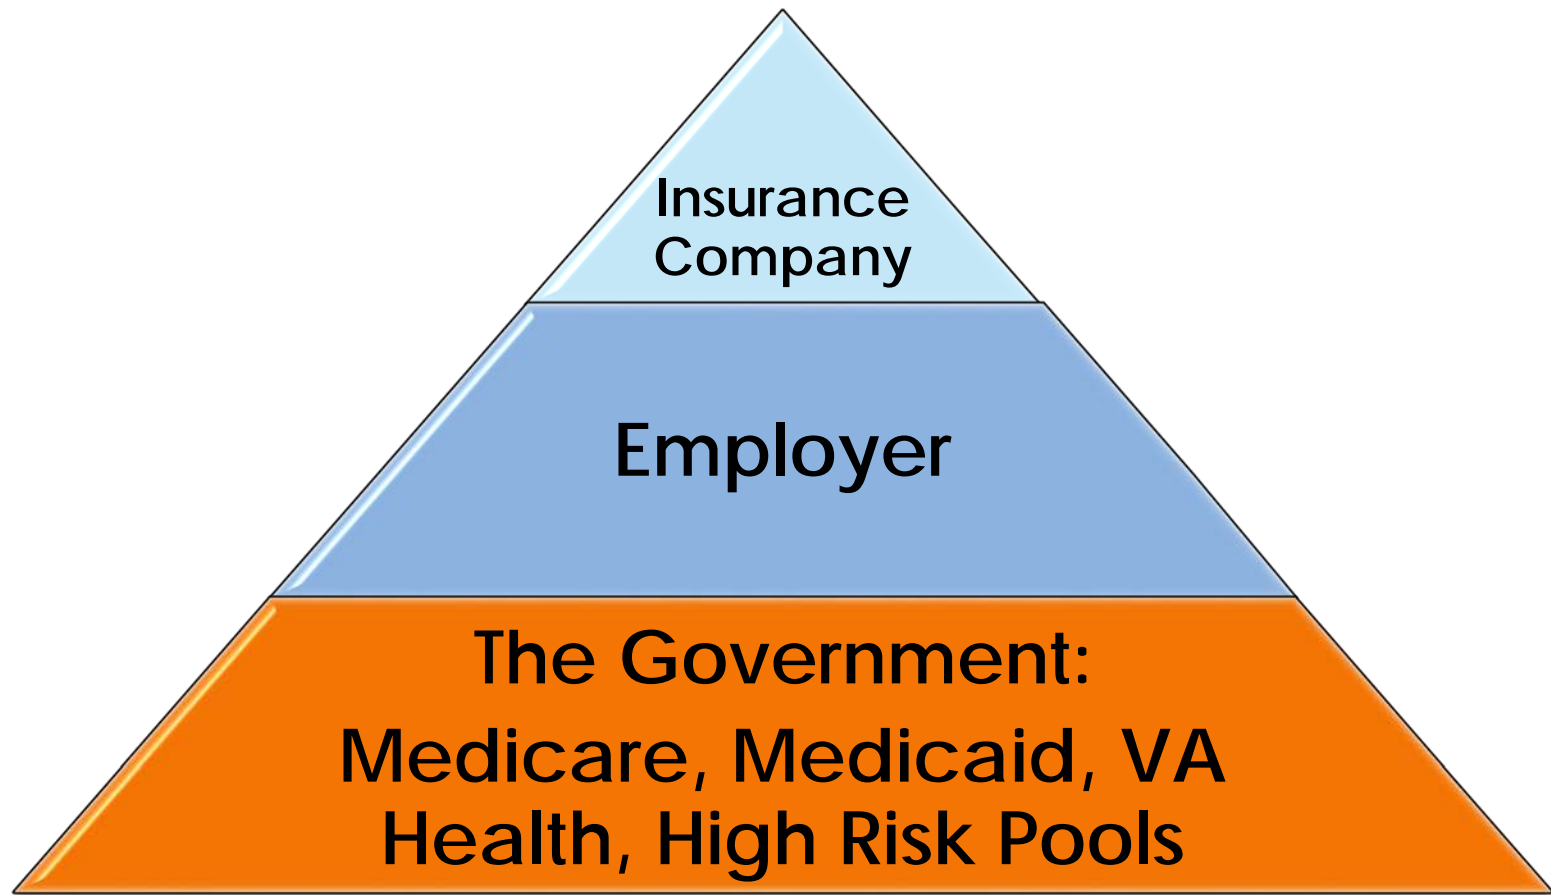 Insurance
Company
Employer
The Government:
Medicare, Medicaid, VA
Health, High Risk Pools